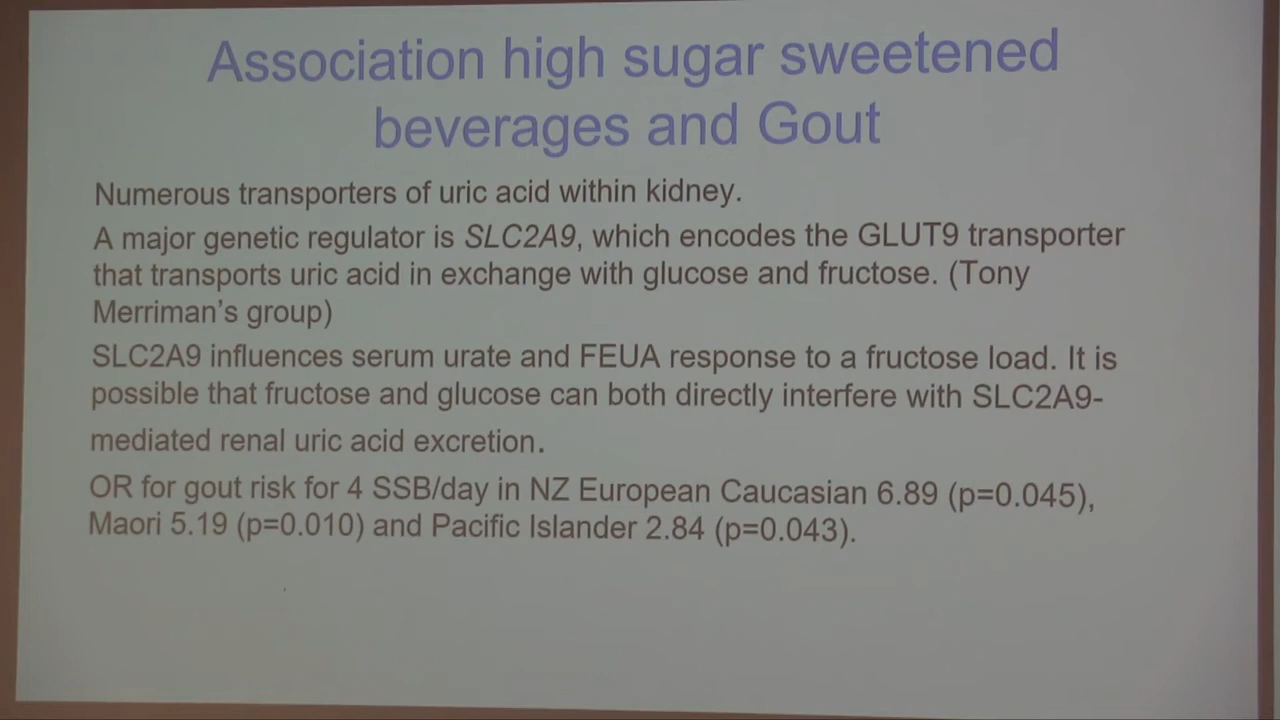 Association high sugar sweetened
beverages and Gout
Numerous transporters of uric acid within kidney.
A major genetic regulator is SLC2A9, which encodes the GLUT9 transporter
that transports uric acid in exchange with glucose and fructose. (Tony
Merriman’s group)
SLC2A9 influences serum urate and FEUA response to a fructose load. It is
possible that fructose and glucose can both directly interfere with SLC2A9-
mediated renal uric acid excretion.
OR for gout risk for 4 SSB/day in NZ European Caucasian 6.89 (p=0.045),
Maori 5.19 (p=0.010) and Pacific Islander 2.84 (p=0.043).